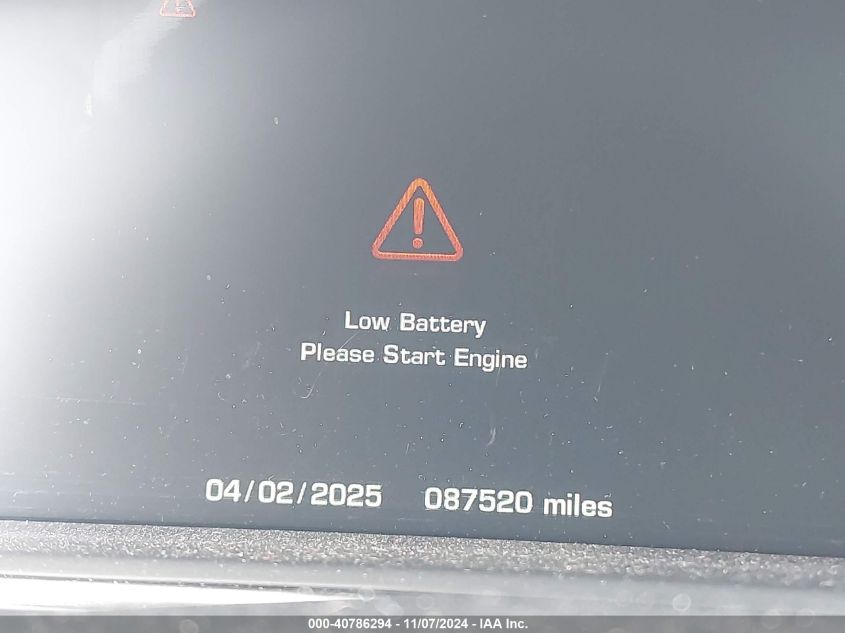 Low Battery
Please Start Engine
04/02/2025 087520 miles
000-40786294 - 11/07/2024 - IAA Inc.